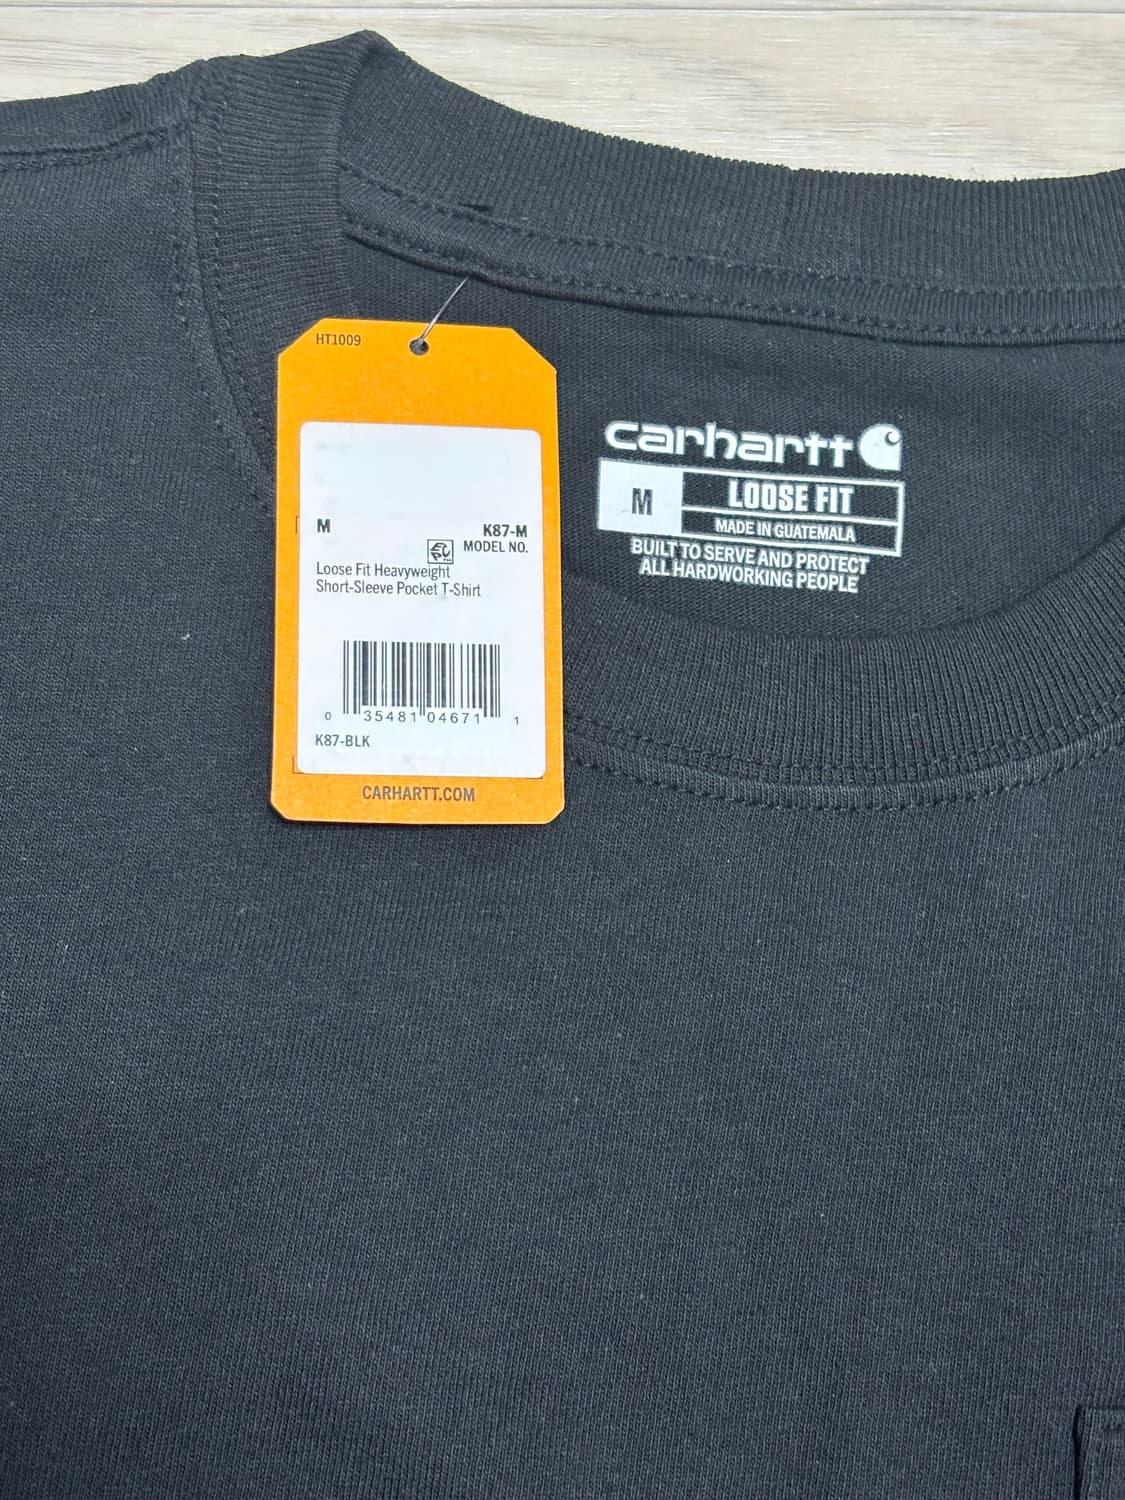 HT1009
M
K87-M
MODEL NO.
Loose Fit Heavyweight
Short-Sleeve Pocket T-Shirt
0 35481 04671 1
K87-BLK
CARHARTT.COM
carhartt
M
LOOSE FIT
MADE IN GUATEMALA
BUILT TO SERVE AND PROTECT
ALL HARDWORKING PEOPLE